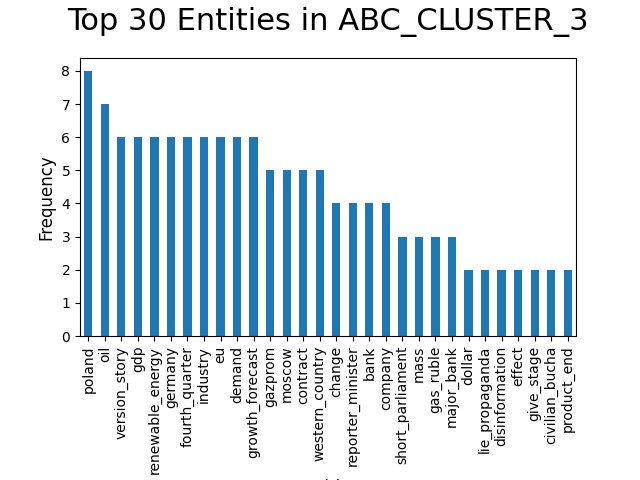 Top 30 Entities in ABC_CLUSTER_3
Frequency
8
7
6
5
4
3
2
1
0
poland
oil
version_story
gdp
renewable_energy
germany
fourth_quarter
industry
eu
demand
growth_forecast
gazprom
moscow
contract
western_country
change
reporter_minister
bank
company
short_parliament
mass
gas_ruble
major_bank
dollar
lie_propaganda
disinformation
effect
give_stage
civilian_bucha
product_end